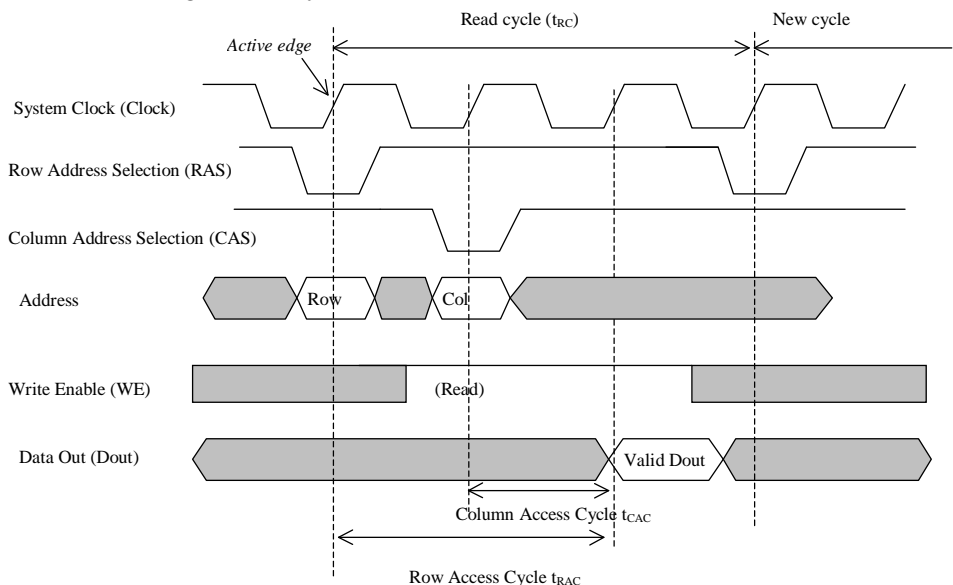 Read cycle (tRC)
New cycle
Active edge
System Clock (Clock)
Row Address Selection (RAS)
Column Address Selection (CAS)
Address
Row
Col
Write Enable (WE)
(Read)
Data Out (Dout)
Valid Dout
Column Access Cycle tCAC
Row Access Cycle tRAC